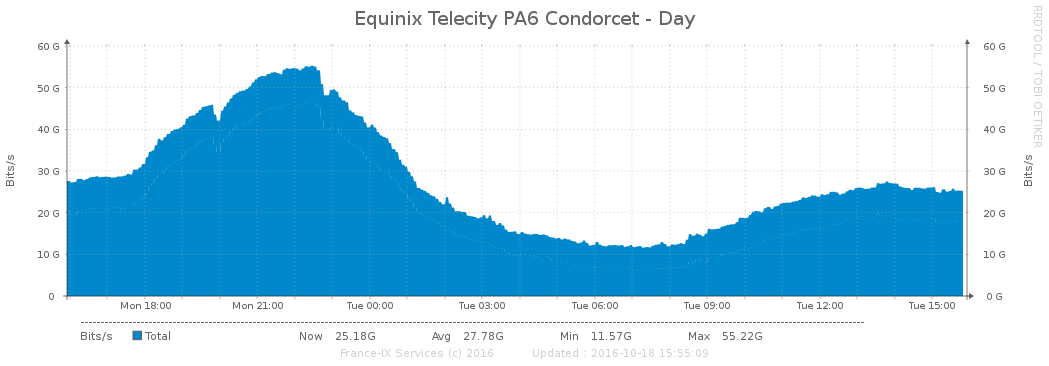 Equinix Telecity PA6 Condorcet - Day
RRDTOOL / TOBI OETIKER
60 G 60 G
50 G 50 G
40 G 40 G
30 G 30 G
20 G 20 G
10 G 10 G
0 0 G
Bits/s
Bits/s
Mon 18:00 Mon 21:00 Tue 00:00 Tue 03:00 Tue 06:00 Tue 09:00 Tue 12:00 Tue 15:00
Bits/s Total Now 25.18G Avg 27.78G Min 11.57G Max 55.22G
France-IX Services (c) 2016 Updated : 2016-10-18 15:55:09